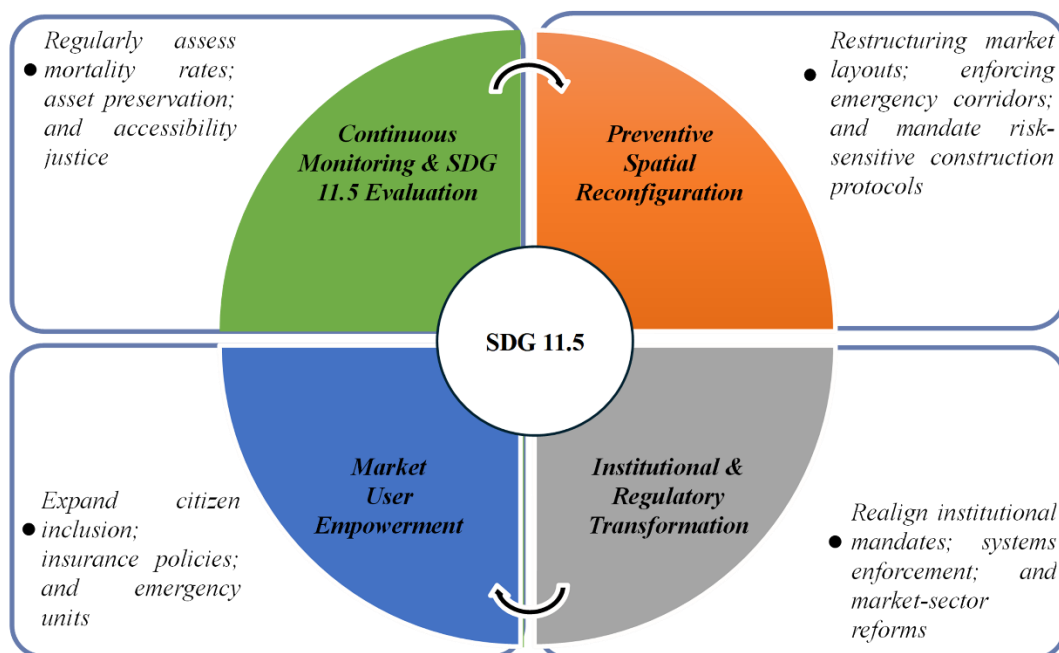 Regularly assess
mortality rates;
asset preservation;
and accessibility
justice
Continuous
Monitoring & SDG
11.5 Evaluation
Preventive
Spatial
Reconfiguration
Restructuring market
layouts; enforcing
emergency corridors;
and mandate risk-
sensitive construction
protocols
SDG 11.5
Expand citizen
inclusion;
insurance policies;
and emergency
units
Market
User
Empowerment
Institutional &
Regulatory
Transformation
Realign institutional
mandates; systems
enforcement; and
market-sector
reforms